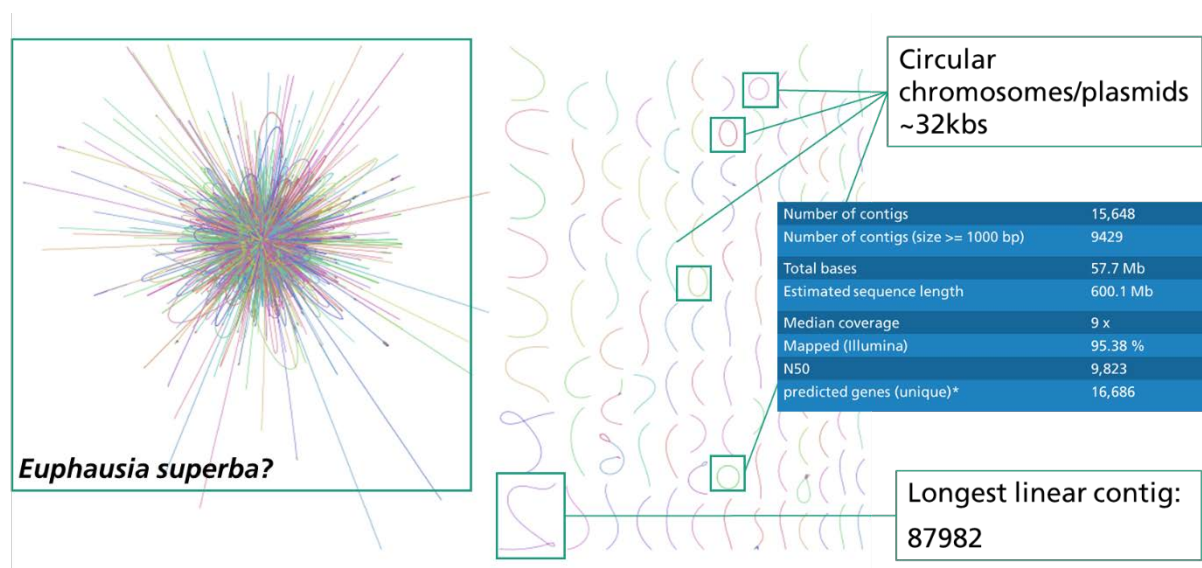 Euphausia superba?
Circular
chromosomes/plasmids
~32kbs
Number of contigs 15,648
Number of contigs (size >= 1000 bp) 9429
Total bases 57.7 Mb
Estimated sequence length 600.1 Mb
Median coverage 9 x
Mapped (Illumina) 95.38 %
N50 9,823
predicted genes (unique)* 16,686
Longest linear contig:
87982